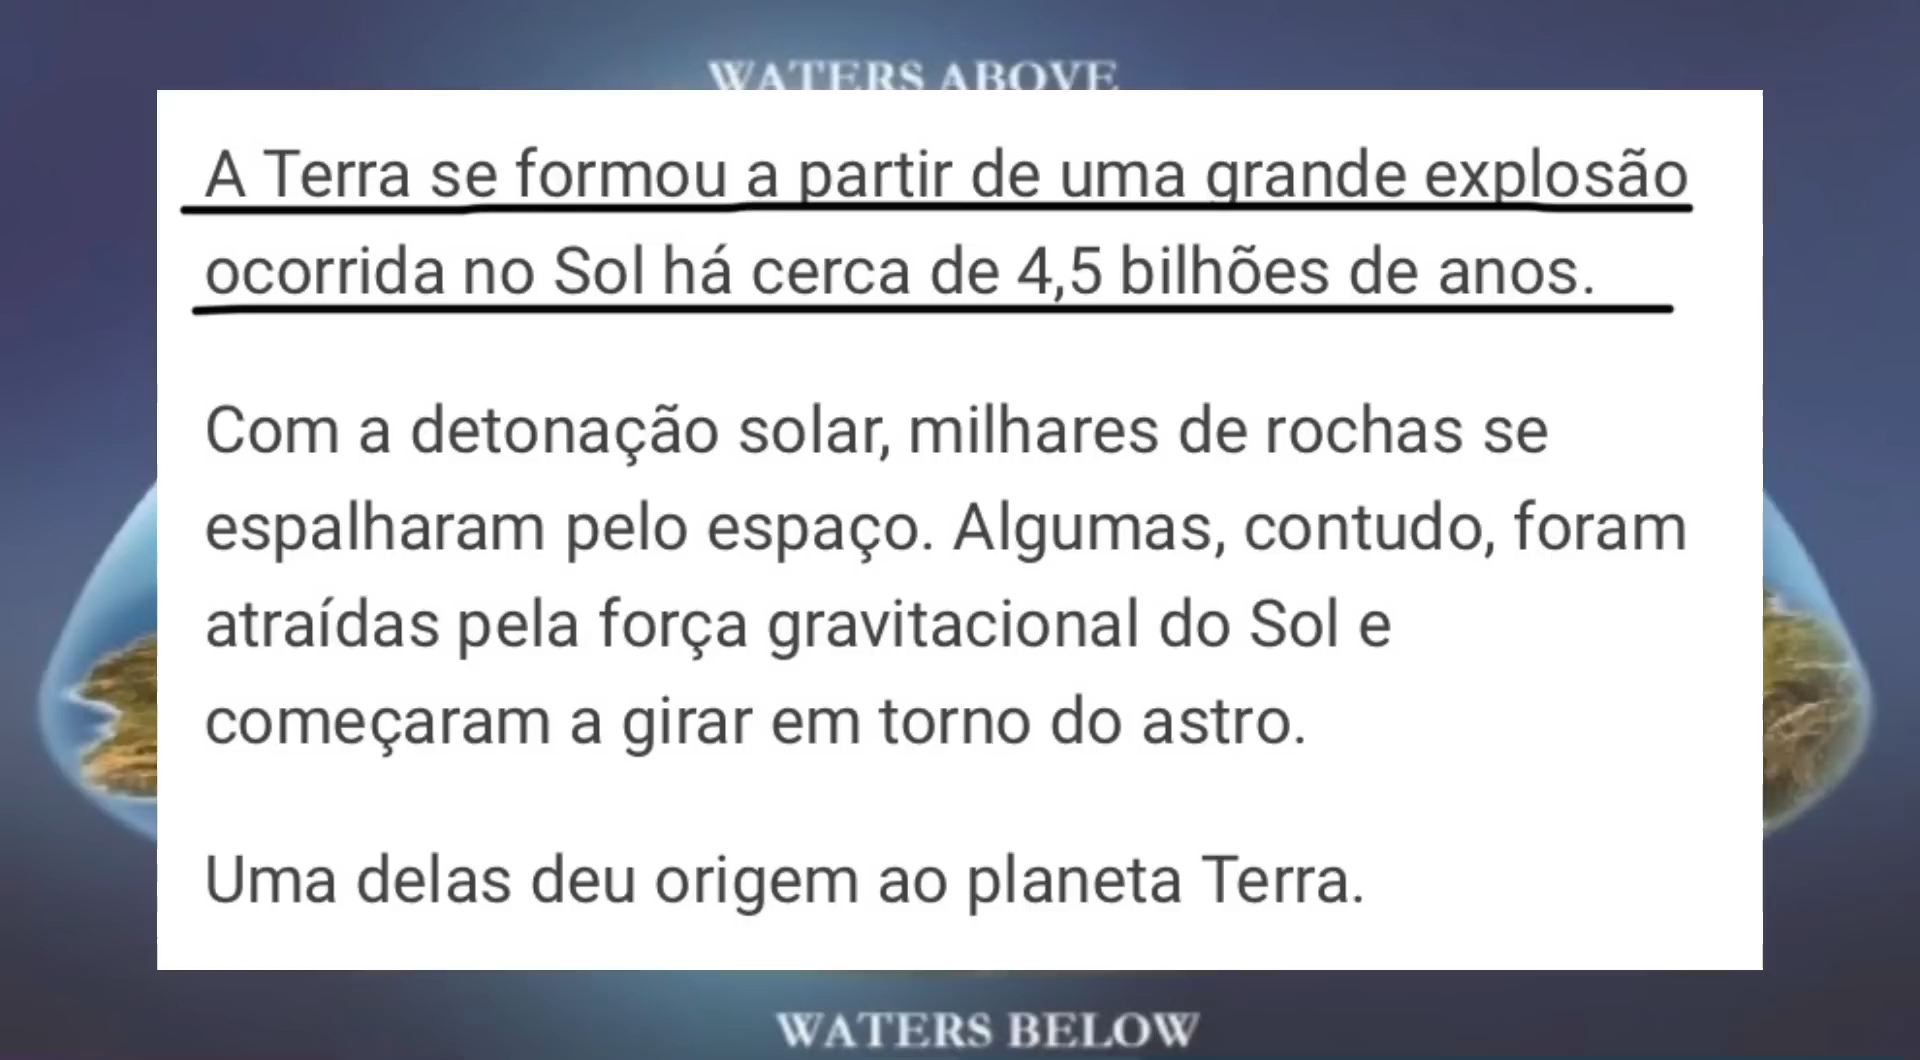 WATERS ABOVE
A Terra se formou a partir de uma grande explosão
ocorrida no Sol há cerca de 4,5 bilhões de anos.
Com a detonação solar, milhares de rochas se
espalharam pelo espaço. Algumas, contudo, foram
atraídas pela força gravitacional do Sol e
começaram a girar em torno do astro.
Uma delas deu origem ao planeta Terra.
WATERS BELOW